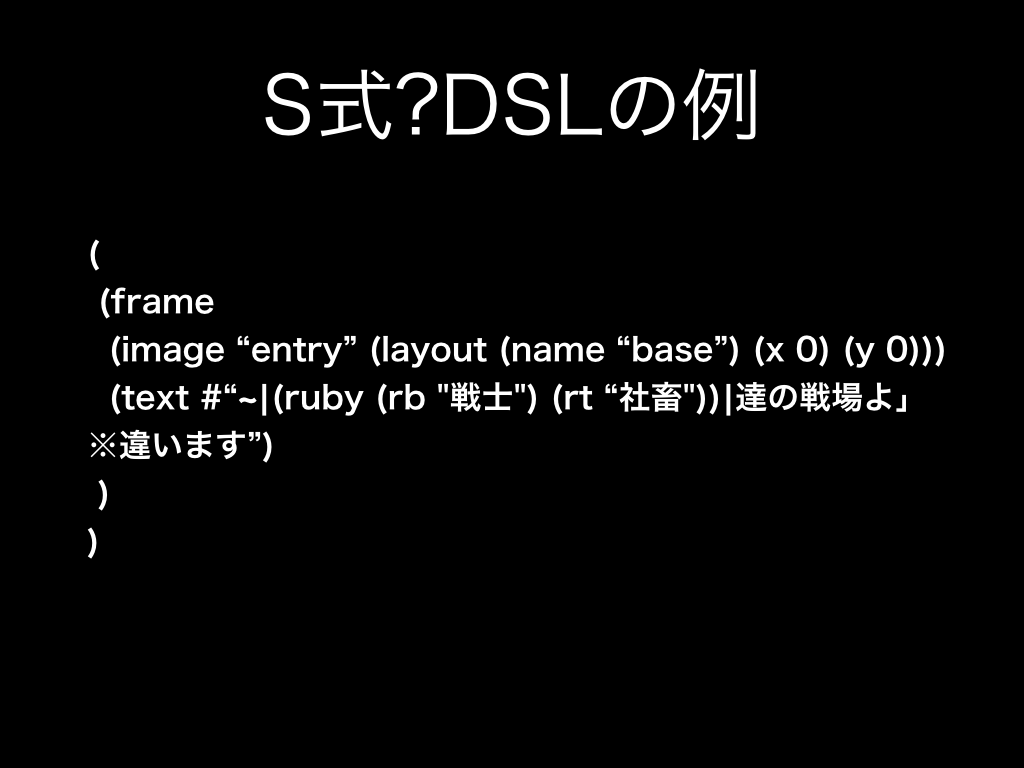 S式?DSLの例
(
(frame
(image “entry” (layout (name “base”) (x 0) (y 0)))
(text #“~|(ruby (rb "戦士") (rt “社畜"))|達の戦場よ」
※違います”)
)
)